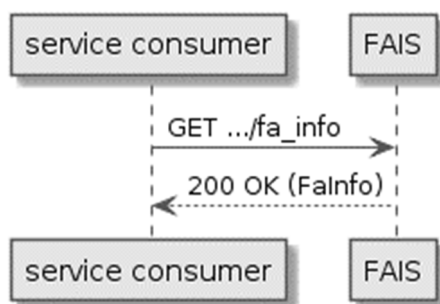 service consumer
FAIS
GET .../fa_info
200 OK (FaInfo)
service consumer
FAIS